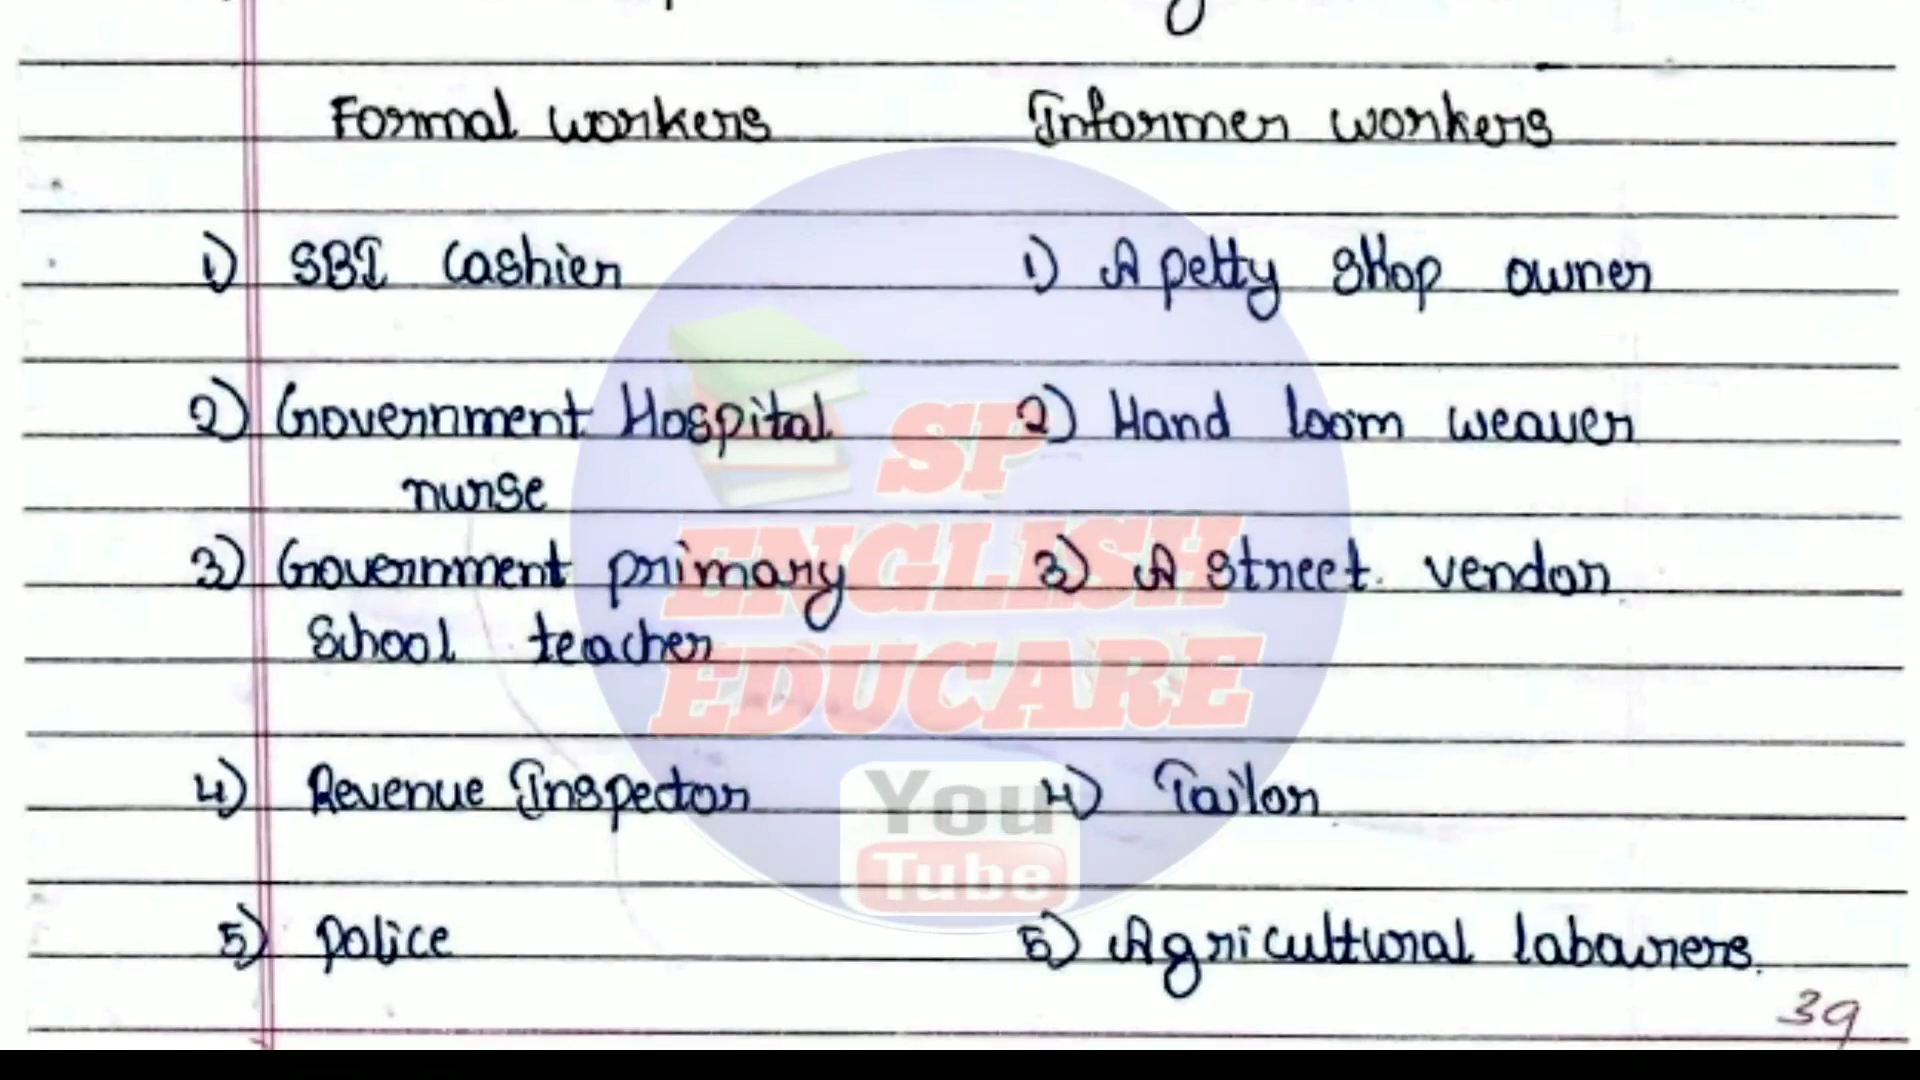 Formal workers Informer workers
1) SBI Cashier 1) A petty shop owner
2) Government Hospital 2) Hand loom weaver
nurse
3) Government primary 3) A street vendor
School teacher
4) Revenue Inspector 4) Tailor
5) Police 5) Agricultural labourers.
39
SP
ENGLISH
EDUCARE
You
Tube